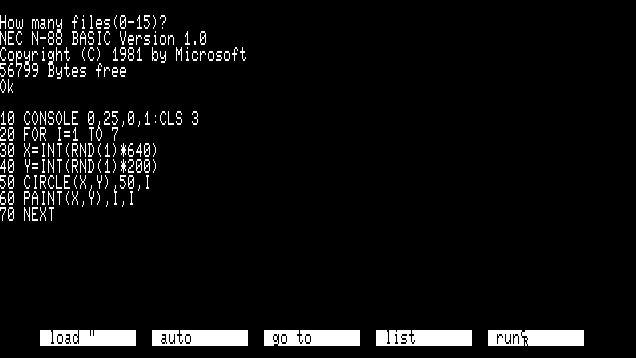 How many files(0-15)?
NEC N-88 BASIC Version 1.0
Copyright (C) 1981 by Microsoft
56799 Bytes free
Ok
10 CONSOLE 0,25,0,1:CLS 3
20 FOR I=1 TO 7
30 X=INT(RND(1)*640)
40 Y=INT(RND(1)*200)
50 CIRCLE(X,Y),50,I
60 PAINT(X,Y),I,I
70 NEXT
load " auto go to list run␍